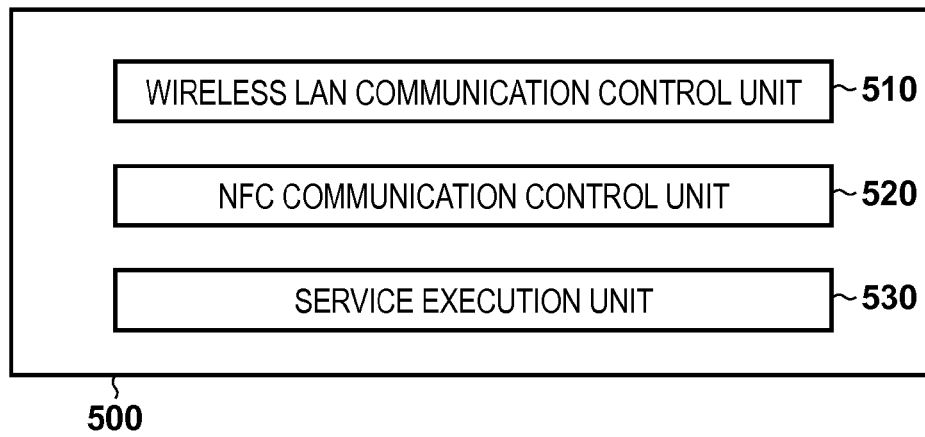 WIRELESS LAN COMMUNICATION CONTROL UNIT 510
NFC COMMUNICATION CONTROL UNIT 520
SERVICE EXECUTION UNIT 530
500